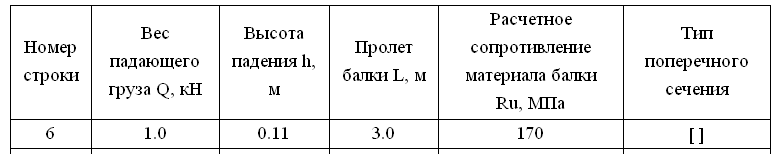 Номер
строки
Вес
падающего
груза Q, кН
Высота
падения h,
м
Пролет
балки L, м
Расчетное
сопротивление
материала балки
Ru, МПа
Тип
поперечного
сечения
6 1.0 0.11 3.0 170 [ ]